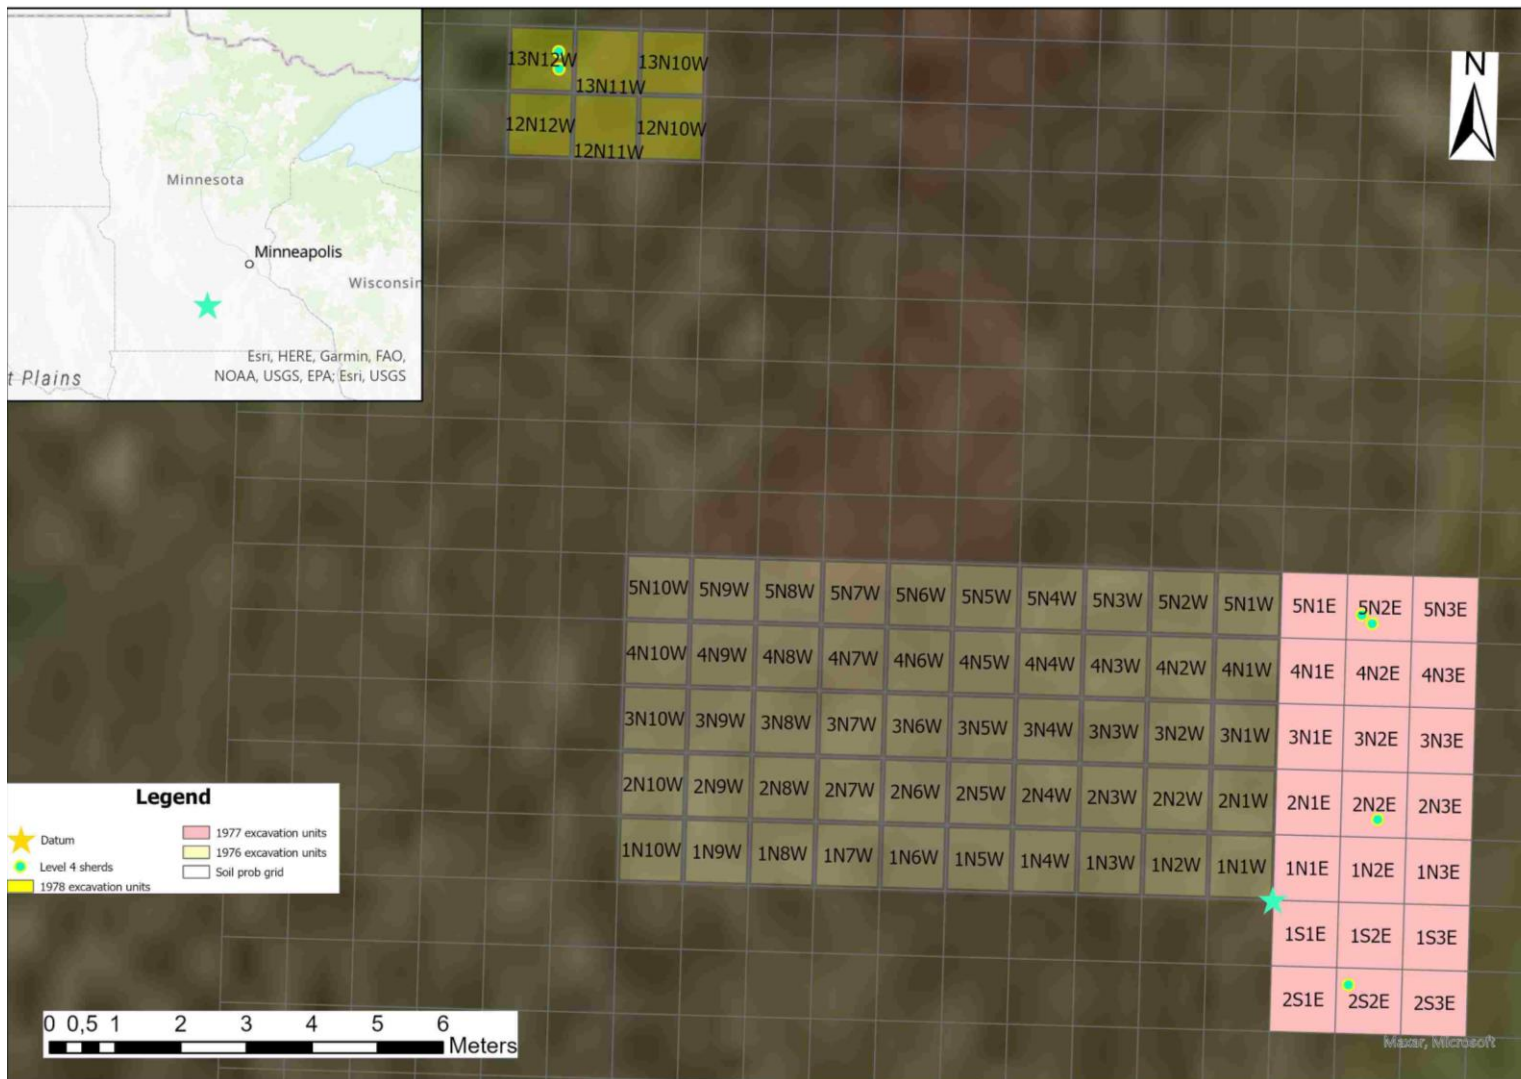 Minnesota
Minneapolis
Wisconsin
Esri, HERE, Garmin, FAO,
NOAA, USGS, EPA; Esri, USGS
t Plains
N
13N12W 13N11W 13N10W
12N12W 12N11W 12N10W
5N10W 5N9W 5N8W 5N7W 5N6W 5N5W 5N4W 5N3W 5N2W 5N1W 5N1E 5N2E 5N3E
4N10W 4N9W 4N8W 4N7W 4N6W 4N5W 4N4W 4N3W 4N2W 4N1W 4N1E 4N2E 4N3E
3N10W 3N9W 3N8W 3N7W 3N6W 3N5W 3N4W 3N3W 3N2W 3N1W 3N1E 3N2E 3N3E
2N10W 2N9W 2N8W 2N7W 2N6W 2N5W 2N4W 2N3W 2N2W 2N1W 2N1E 2N2E 2N3E
1N10W 1N9W 1N8W 1N7W 1N6W 1N5W 1N4W 1N3W 1N2W 1N1W 1N1E 1N2E 1N3E
1S1E 1S2E 1S3E
2S1E 2S2E 2S3E
Legend
Datum
Level 4 sherds
1978 excavation units
1977 excavation units
1976 excavation units
Soil prob grid
0 0,5 1 2 3 4 5 6
Meters
Maxar, Microsoft